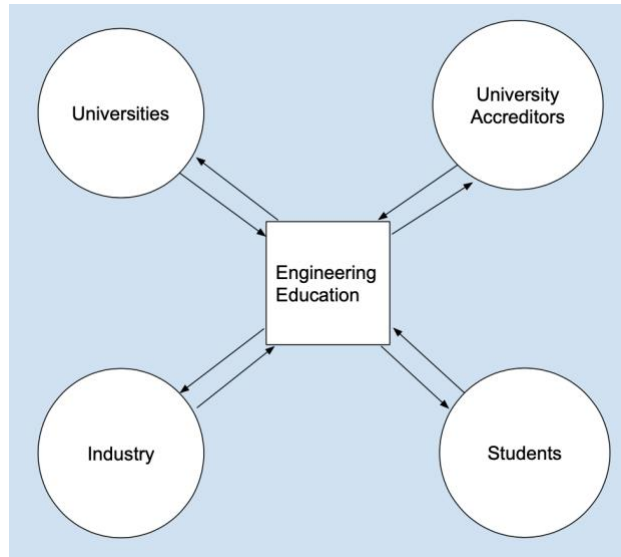 Universities
University
Accreditors
Engineering
Education
Industry
Students